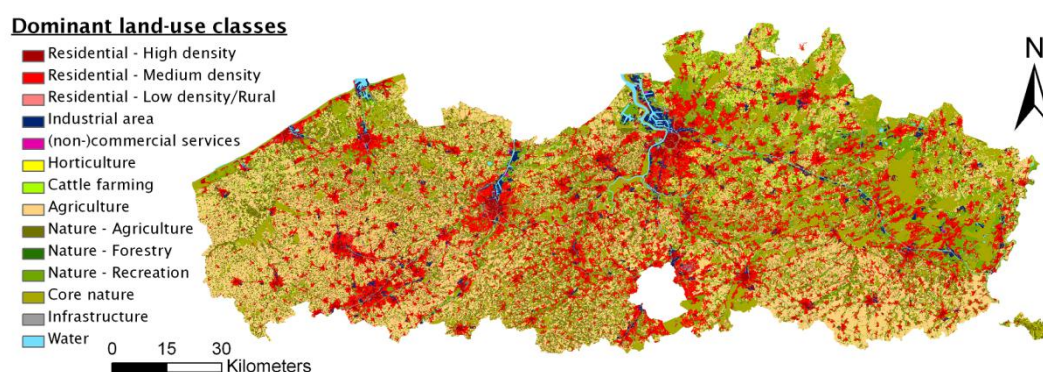 Dominant land-use classes
Residential - High density
Residential - Medium density
Residential - Low density/Rural
Industrial area
(non-)commercial services
Horticulture
Cattle farming
Agriculture
Nature - Agriculture
Nature - Forestry
Nature - Recreation
Core nature
Infrastructure
Water
0 15 30
Kilometers
N